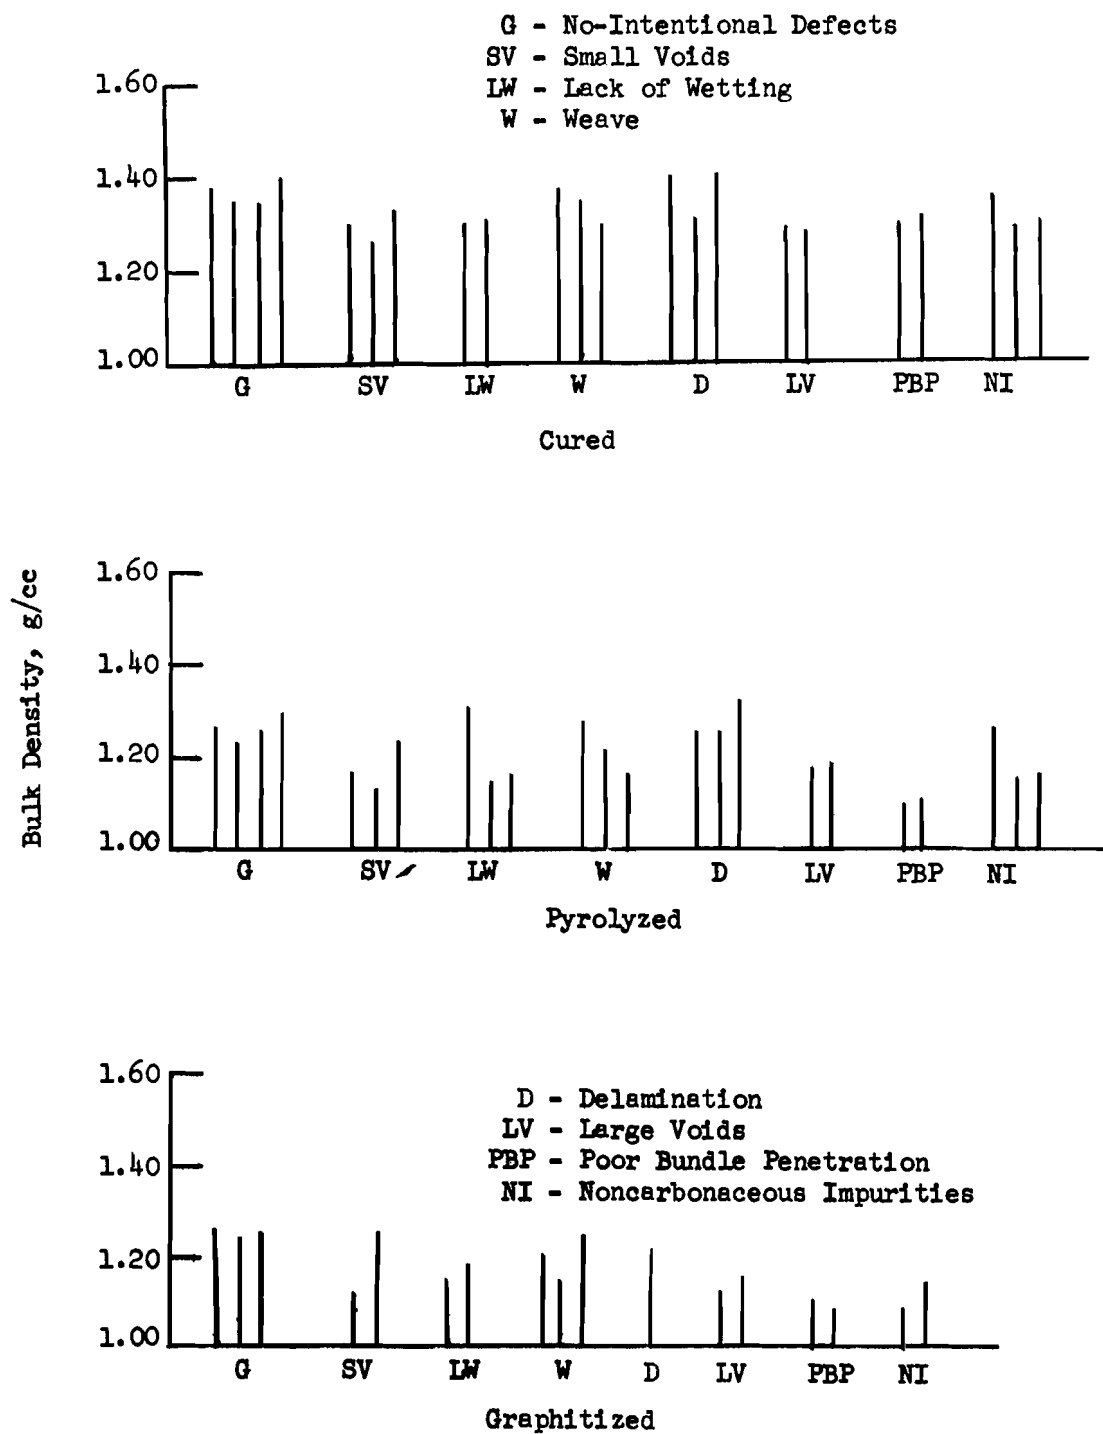 G - No-Intentional Defects
SV - Small Voids
LW - Lack of Wetting
W - Weave
1.60
1.40
1.20
1.00
G SV LW W D LV PBP NI
Cured
Bulk Density, g/cc
1.60
1.40
1.20
1.00
G SV LW W D LV PBP NI
Pyrolyzed
1.60
D - Delamination
LV - Large Voids
PBP - Poor Bundle Penetration
NI - Noncarbonaceous Impurities
1.40
1.20
1.00
G SV LW W D LV PBP NI
Graphitized